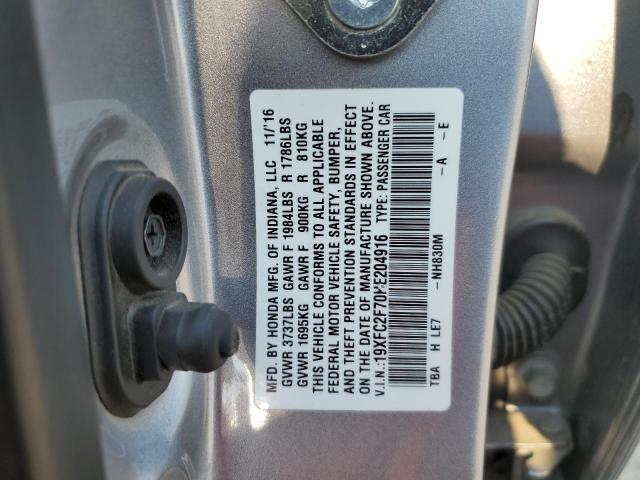 MFD. BY HONDA MFG. OF INDIANA, LLC 11/'16
GVWR 3737LBS GAWR F 1984LBS R 1786LBS
GVWR 1695KG GAWR F 900KG R 810KG
THIS VEHICLE CONFORMS TO ALL APPLICABLE
FEDERAL MOTOR VEHICLE SAFETY, BUMPER,
AND THEFT PREVENTION STANDARDS IN EFFECT
ON THE DATE OF MANUFACTURE SHOWN ABOVE.
V.I.N.:19XFC2F70HE204916 TYPE: PASSENGER CAR
TBA H LE7 -NH830M -A -E